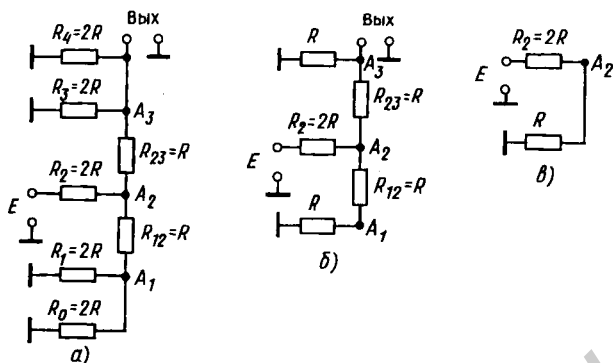 Вых
R₄=2R
R₃=2R
A₃
R₂₃=R
R₂=2R
E
A₂
R₁₂=R
R₁=2R
A₁
R₀=2R
а)
Вых
R
A₃
R₂₃=R
R₂=2R
E
A₂
R₁₂=R
R
A₁
б)
R₂=2R
A₂
E
R
в)